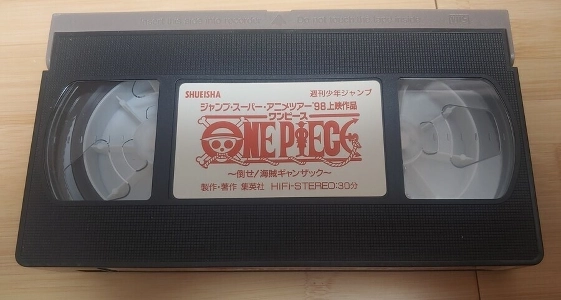 SHUEISHA 週刊少年ジャンプ
ジャンプ・スーパー・アニメツアー'98上映作品
ワンピース
ONE PIECE
〜倒せ!海賊ギャンザック〜
製作・著作 集英社 HiFi-STEREO:30分